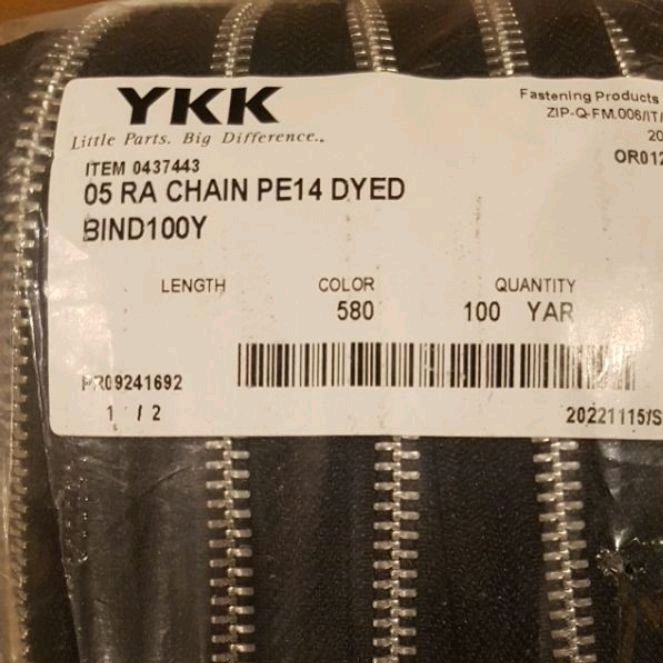 YKK
Little Parts. Big Difference.
Fastening Products
ZIP-Q-FM.006/IT/
20
OR012
ITEM 0437443
05 RA CHAIN PE14 DYED
BIND100Y
LENGTH COLOR QUANTITY
580 100 YAR
PR09241692
1 / 2
20221115/S